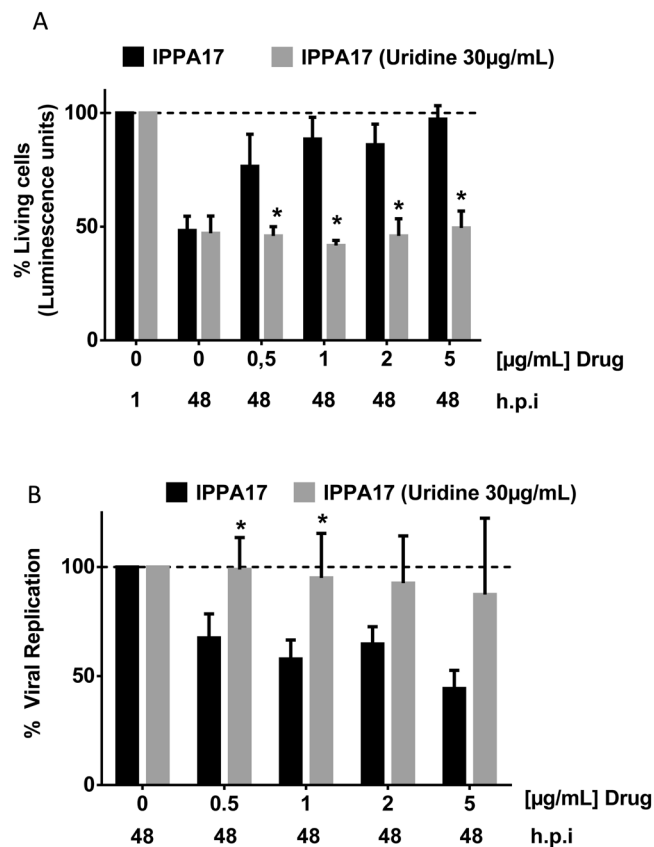 A
IPPA17 IPPA17 (Uridine 30µg/mL)
% Living cells
(Luminescence units)
100
50
0
* * * *
0 0 0,5 1 2 5 [µg/mL] Drug
1 48 48 48 48 48 h.p.i
B
IPPA17 IPPA17 (Uridine 30µg/mL)
% Viral Replication
100
50
0
* *
0 0.5 1 2 5 [µg/mL] Drug
48 48 48 48 48 h.p.i